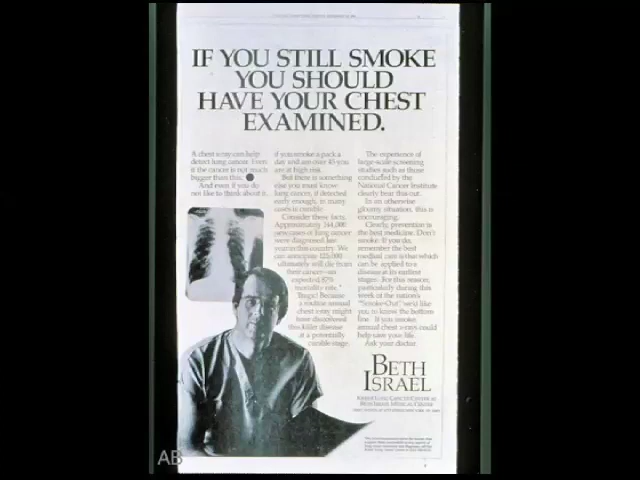 IF YOU STILL SMOKE
YOU SHOULD
HAVE YOUR CHEST
EXAMINED.
A chest x-ray can help
detect lung cancer. Even
if the cancer is not much
bigger than this.
And even if you do
not like to think about it.
if you smoke a pack a
day and are over 45 you
are at high risk.
But there is something
else you must know:
lung cancer, if detected
early enough, in many
cases is curable.
Consider these facts.
Approximately 144,000
new cases of lung cancer
were diagnosed last
year in this country. We
can anticipate 125,000
ultimately will die from
their cancer—an
expected 87%
mortality rate.
Tragic! Because
a routine annual
chest x-ray might
have discovered
this killer disease
at a potentially
curable stage.
The experience of
large-scale screening
studies such as those
conducted by the
National Cancer Institute
clearly bear this out.
In an otherwise
gloomy situation, this is
encouraging.
Clearly, prevention is
the best medicine. Don't
smoke. If you do,
remember the best
medical care is that which
can be applied to a
disease at its earliest
stages. For this reason,
particularly during this
week of the nation's
"Smoke-Out" we'd like
you to know the bottom
line. If you smoke,
annual chest x-rays could
help save your life.
Ask your doctor.
BETH
ISRAEL
AB